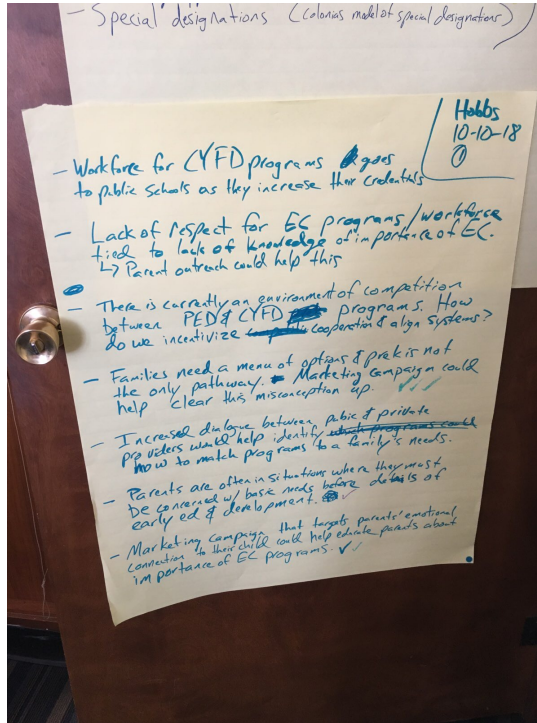 - Special designations (colonias model of special designations)
Hobbs
10-10-18
①
- Workforce for CYFD programs goes
to public schools as they increase their credentials
- Lack of respect for EC programs/workforce
tied to lack of knowledge of importance of EC.
↳ Parent outreach could help this
- There is currently an environment of competition
between PED & CYFD programs. How
do we incentivize cooperation & align systems?
- Families need a menu of options & prek is not
the only pathway. Marketing campaign could
help clear this misconception up. ✓✓✓
- Increased dialogue between pubic & private
providers would help identify which programs could
how to match programs to a family's needs.
- Parents are often in situations where they must
be concerned w/ basic needs before details of
early ed & development. ✓
- Marketing campaign that targets parents' emotional
connection to their child could help educate parents about
importance of EC programs. ✓✓